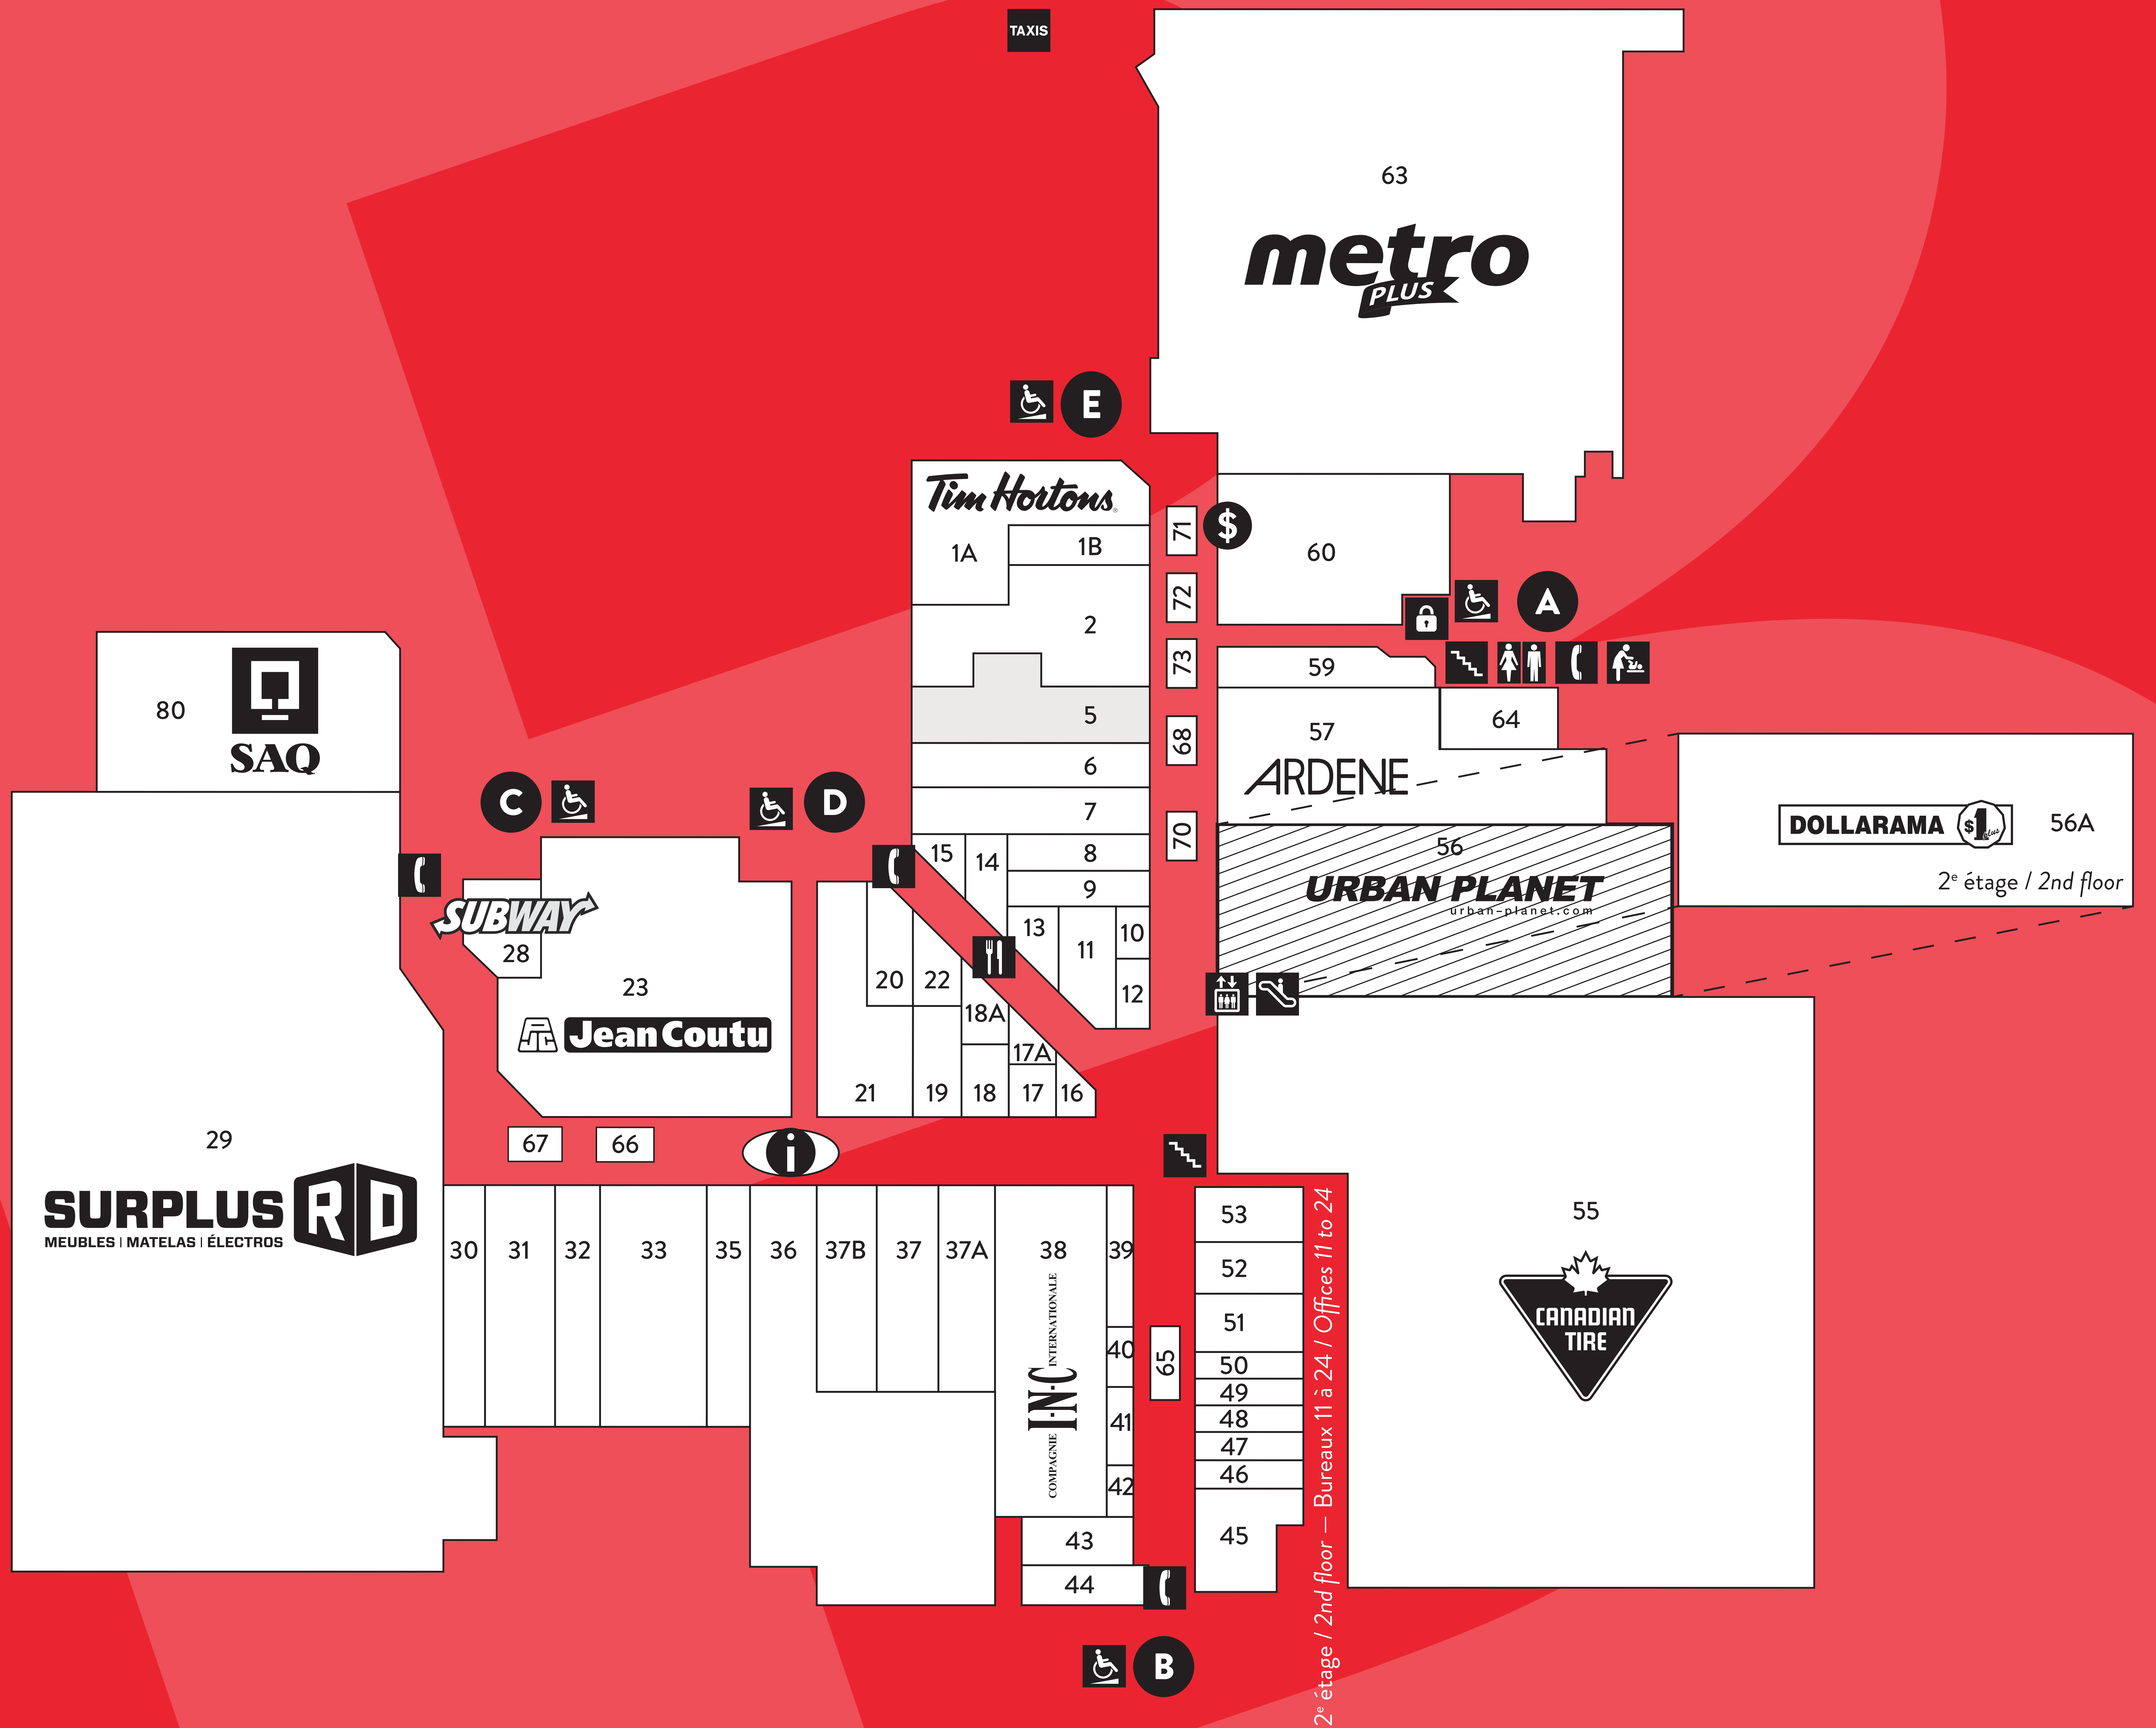 TAXIS
63
metro
PLUS
E
Tim Hortons
1A
1B
71
$
60
72
A
2
73
59
5
68
57
64
ARDENE
6
7
70
80
SAQ
C
D
DOLLARAMA $1 plus 56A
2e étage / 2nd floor
56
URBAN PLANET
urban-planet.com
15
14
8
9
13
11
10
12
SUBWAY
28
23
Jean Coutu
PJC
20
22
18A
17A
21
19
18
17
16
29
SURPLUS RD
MEUBLES | MATELAS | ÉLECTROS
67
66
i
30
31
32
33
35
36
37B
37
37A
38
COMPAGNIE I·N·C INTERNATIONALE
39
40
41
42
43
44
65
53
52
51
50
49
48
47
46
45
2e étage / 2nd floor — Bureaux 11 à 24 / Offices 11 to 24
55
CANADIAN
TIRE
B